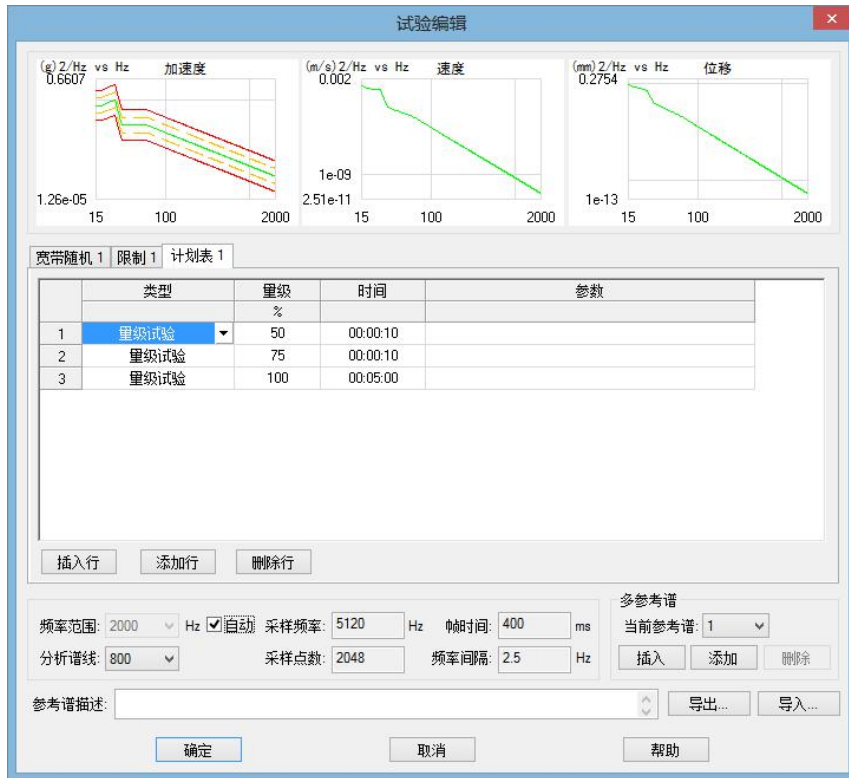 试验编辑
(g)2/Hz vs Hz 加速度
0.6607
1.26e-05
15 100 2000
(m/s)2/Hz vs Hz 速度
0.002
1e-09
2.51e-11
15 100 2000
(mm)2/Hz vs Hz 位移
0.2754
1e-13
15 100 2000
宽带随机 1 限制 1 计划表 1
类型 量级 时间 参数
%
1 量级试验 50 00:00:10
2 量级试验 75 00:00:10
3 量级试验 100 00:05:00
插入行 添加行 删除行
多参考谱
频率范围: 2000 Hz 自动 采样频率: 5120 Hz 帧时间: 400 ms 当前参考谱: 1
分析谱线: 800 采样点数: 2048 频率间隔: 2.5 Hz 插入 添加 删除
参考谱描述: 导出... 导入...
确定 取消 帮助